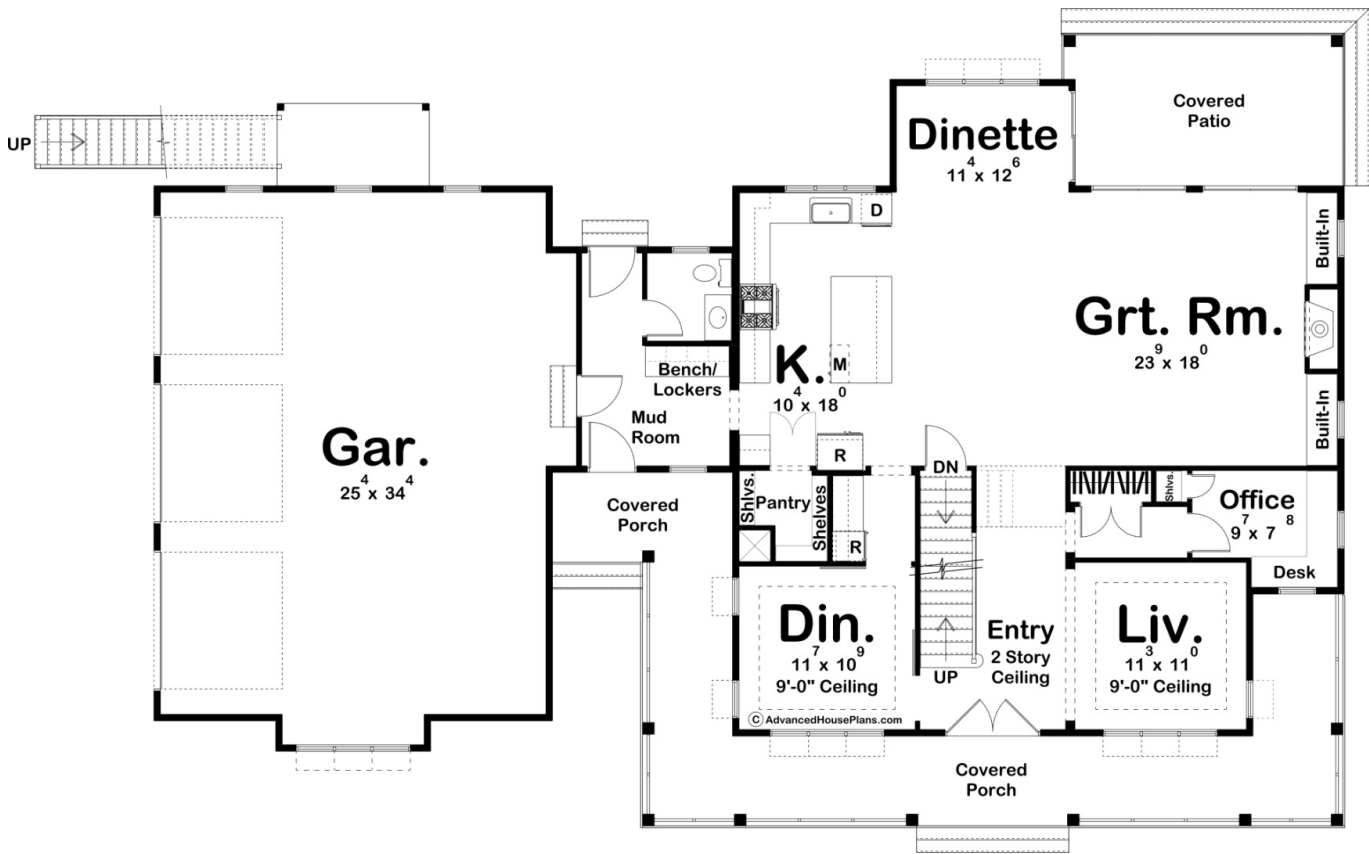 UP
Covered
Patio
Dinette
11⁴ x 12⁶
D
Built-In
Grt. Rm.
23⁹ x 18⁰
Built-In
K.
10⁴ x 18⁰
M
R
Bench/
Lockers
Mud
Room
Gar.
25⁴ x 34⁴
Covered
Porch
Shlvs.
Pantry
Shelves
R
DN
Shlvs.
Office
9⁷ x 7⁸
Desk
Din.
11⁷ x 10⁹
9'-0" Ceiling
© AdvancedHousePlans.com
UP
Entry
2 Story
Ceiling
Liv.
11³ x 11⁰
9'-0" Ceiling
Covered
Porch